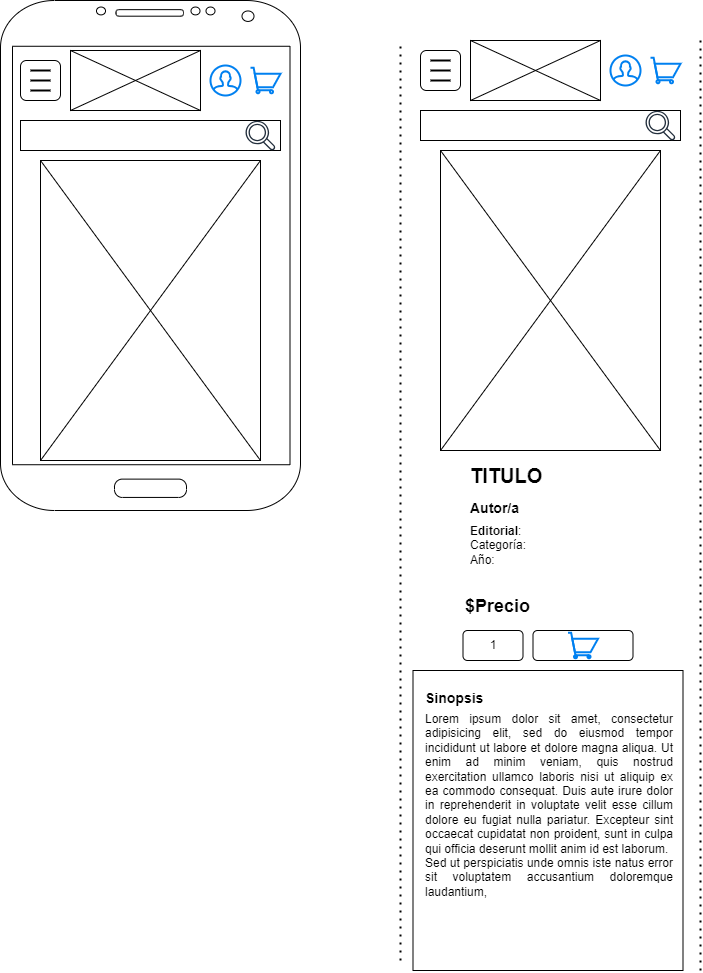 TITULO
Autor/a
Editorial:
Categoría:
Año:
$Precio
1
Sinopsis
Lorem ipsum dolor sit amet, consectetur
adipisicing elit, sed do eiusmod tempor
incididunt ut labore et dolore magna aliqua. Ut
enim ad minim veniam, quis nostrud
exercitation ullamco laboris nisi ut aliquip ex
ea commodo consequat. Duis aute irure dolor
in reprehenderit in voluptate velit esse cillum
dolore eu fugiat nulla pariatur. Excepteur sint
occaecat cupidatat non proident, sunt in culpa
qui officia deserunt mollit anim id est laborum.
Sed ut perspiciatis unde omnis iste natus error
sit voluptatem accusantium doloremque
laudantium,